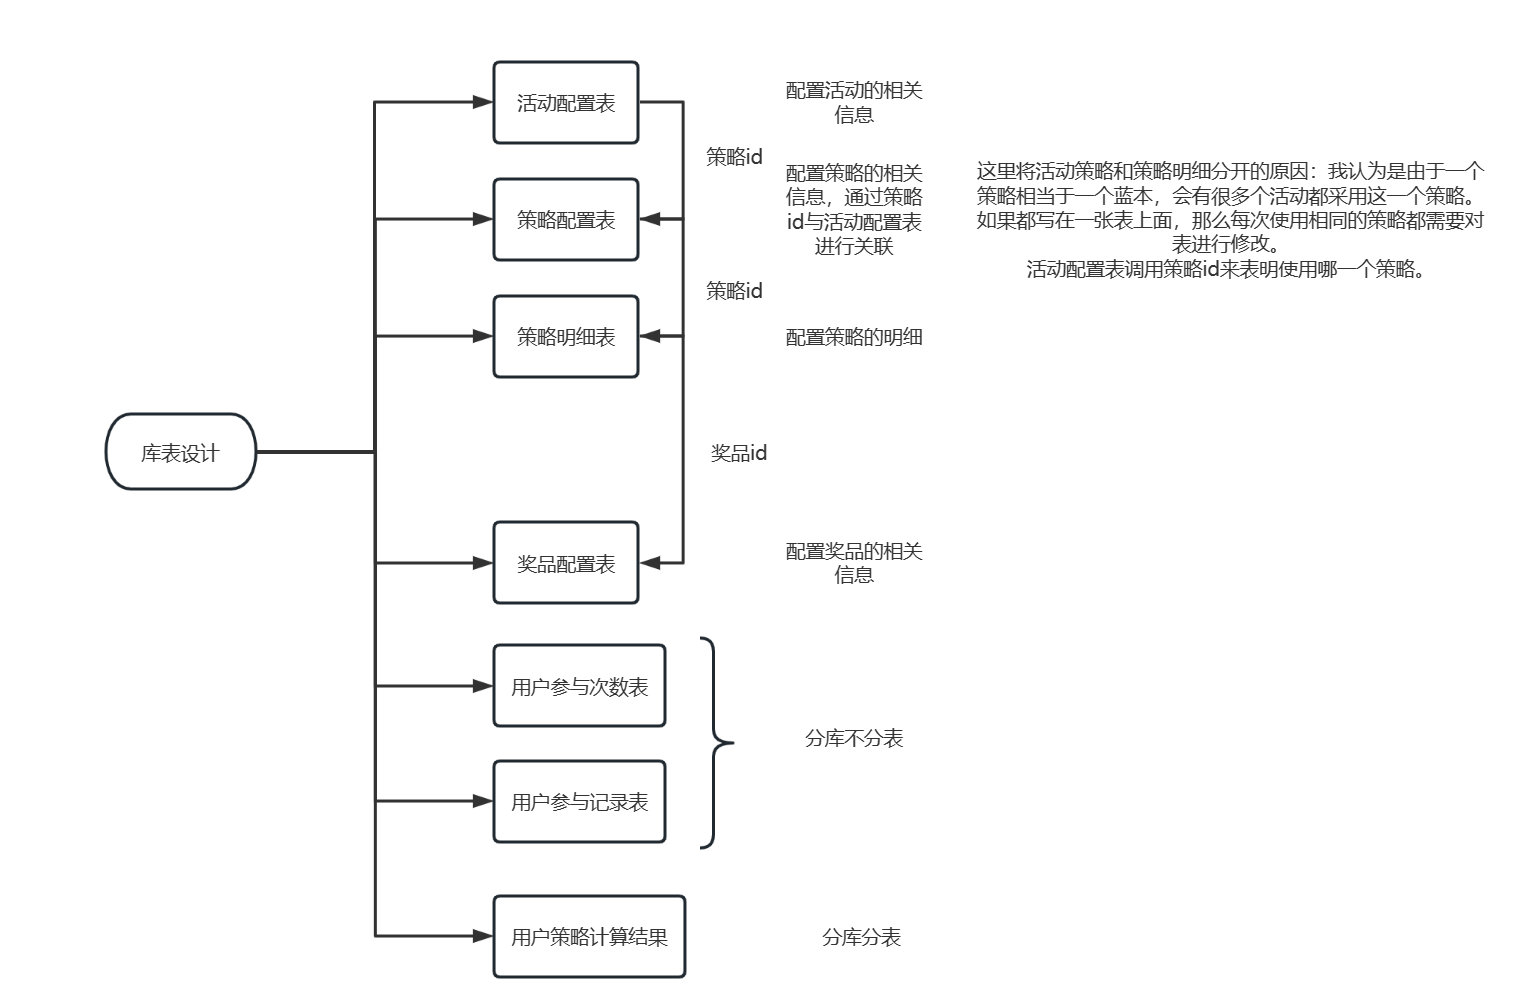 活动配置表
配置活动的相关
信息
策略id
策略配置表
配置策略的相关
信息，通过策略
id与活动配置表
进行关联
这里将活动策略和策略明细分开的原因：我认为是由于一个
策略相当于一个蓝本，会有很多个活动都采用这一个策略。
如果都写在一张表上面，那么每次使用相同的策略都需要对
表进行修改。
活动配置表调用策略id来表明使用哪一个策略。
策略id
策略明细表
配置策略的明细
库表设计
奖品id
奖品配置表
配置奖品的相关
信息
用户参与次数表
分库不分表
用户参与记录表
用户策略计算结果
分库分表